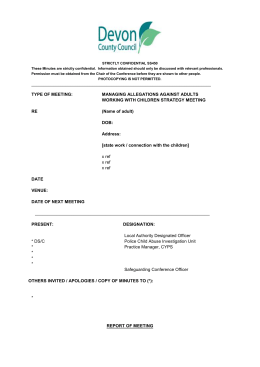 Devon
County Council
STRICTLY CONFIDENTIAL SS459
These Minutes are strictly confidential. Information obtained should only be discussed with relevant professionals.
Permission must be obtained from the Chair of the Conference before they are shown to other people.
PHOTOCOPYING IS NOT PERMITTED
TYPE OF MEETING: MANAGING ALLEGATIONS AGAINST ADULTS
WORKING WITH CHILDREN STRATEGY MEETING
RE (Name of adult)
DOB:
Address:
[state work / connection with the children]
x ref
x ref
x ref
DATE
VENUE:
DATE OF NEXT MEETING
PRESENT: DESIGNATION:
Local Authority Designated Officer
* DS/C Police Child Abuse Investigation Unit
* Practice Manager, CYPS
*
*
* Safeguarding Conference Officer
OTHERS INVITED / APOLOGIES / COPY OF MINUTES TO (*):
*
REPORT OF MEETING